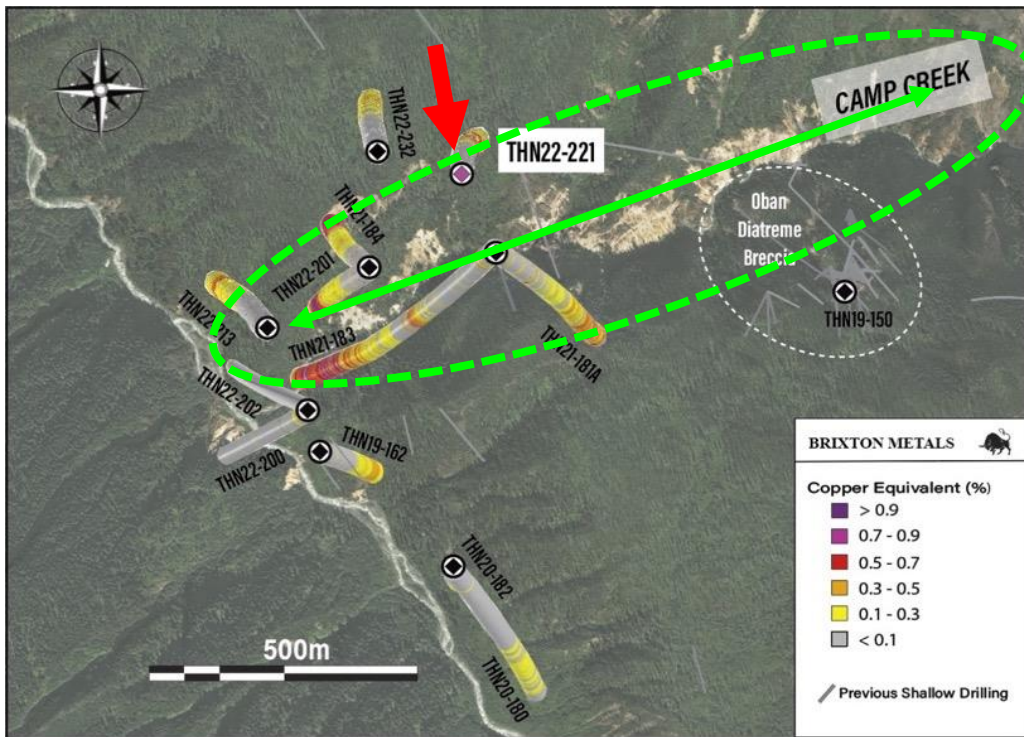 CAMP CREEK
THN22-232
THN22-221
THN21-184
Oban
Diatreme
Breccia
THN22-201
THN22-213
THN21-183
THN21-181A
THN19-150
THN22-202
THN22-200
THN19-162
THN20-182
THN20-180
500m
BRIXTON METALS
Copper Equivalent (%)
> 0.9
0.7 - 0.9
0.5 - 0.7
0.3 - 0.5
0.1 - 0.3
< 0.1
Previous Shallow Drilling